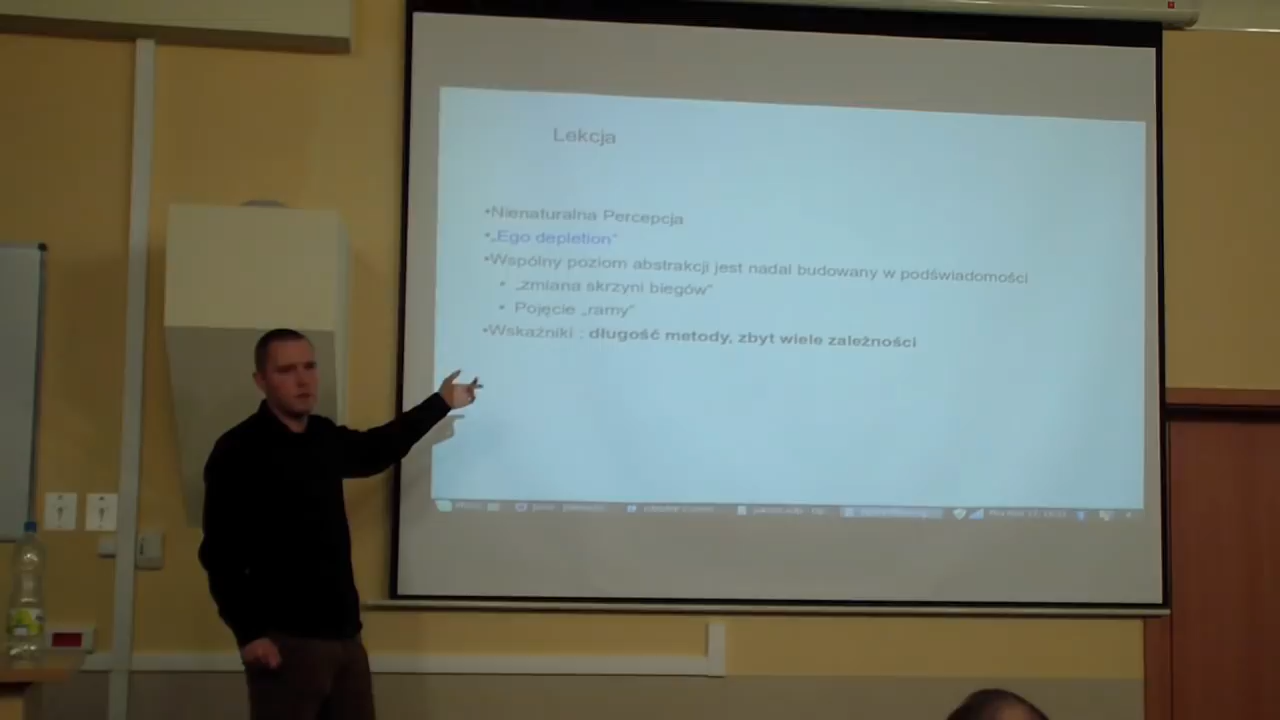 Lekcja
•Nienaturalna Percepcja
•„Ego depletion”
•Wspólny poziom abstrakcji jest nadal budowany w podświadomości
• „zmiana skrzyni biegów”
• Pojęcie „ramy”
•Wskaźniki : długość metody, zbyt wiele zależności